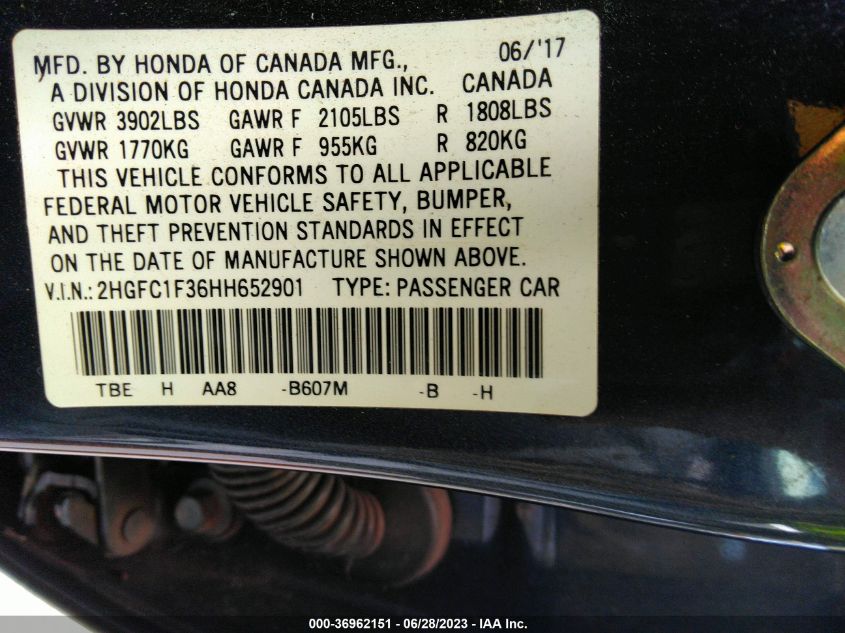 MFD. BY HONDA OF CANADA MFG., 06/'17
A DIVISION OF HONDA CANADA INC. CANADA
GVWR 3902LBS GAWR F 2105LBS R 1808LBS
GVWR 1770KG GAWR F 955KG R 820KG
THIS VEHICLE CONFORMS TO ALL APPLICABLE
FEDERAL MOTOR VEHICLE SAFETY, BUMPER,
AND THEFT PREVENTION STANDARDS IN EFFECT
ON THE DATE OF MANUFACTURE SHOWN ABOVE.
V.I.N.: 2HGFC1F36HH652901 TYPE: PASSENGER CAR
TBE H AA8 -B607M -B -H
000-36962151 - 06/28/2023 - IAA Inc.